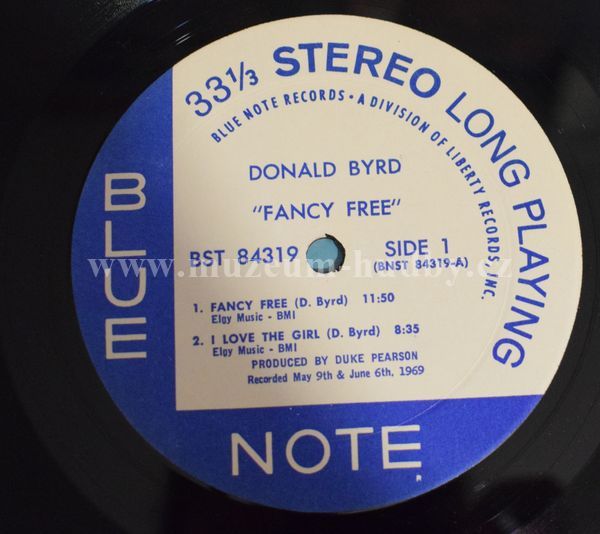 33⅓ STEREO LONG PLAYING
BLUE NOTE RECORDS • A DIVISION OF LIBERTY RECORDS, INC.
DONALD BYRD
"FANCY FREE"
BST 84319
SIDE 1
(BNST 84319-A)
www.muzeum-hudby.cz
1. FANCY FREE (D. Byrd) 11:50
Elgy Music - BMI
2. I LOVE THE GIRL (D. Byrd) 8:35
Elgy Music - BMI
PRODUCED BY DUKE PEARSON
Recorded May 9th & June 6th, 1969
BLUE
NOTE